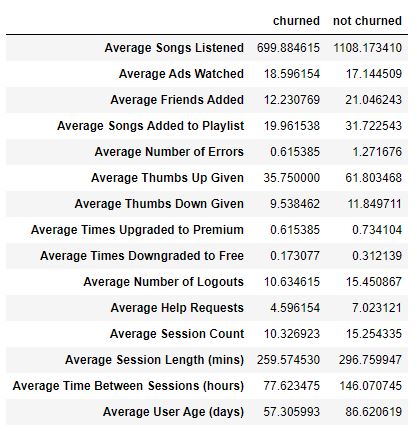 churned not churned
Average Songs Listened 699.884615 1108.173410
Average Ads Watched 18.596154 17.144509
Average Friends Added 12.230769 21.046243
Average Songs Added to Playlist 19.961538 31.722543
Average Number of Errors 0.615385 1.271676
Average Thumbs Up Given 35.750000 61.803468
Average Thumbs Down Given 9.538462 11.849711
Average Times Upgraded to Premium 0.615385 0.734104
Average Times Downgraded to Free 0.173077 0.312139
Average Number of Logouts 10.634615 15.450867
Average Help Requests 4.596154 7.023121
Average Session Count 10.326923 15.254335
Average Session Length (mins) 259.574530 296.759947
Average Time Between Sessions (hours) 77.623475 146.070745
Average User Age (days) 57.305993 86.620619